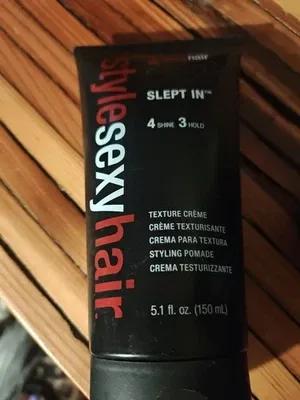 stylesexyhair
SLEPT IN™
4 SHINE 3 HOLD
TEXTURE CRÈME
CRÈME TEXTURISANTE
CREMA PARA TEXTURA
STYLING POMADE
CREMA TESTURIZZANTE
5.1 fl. oz. (150 mL)